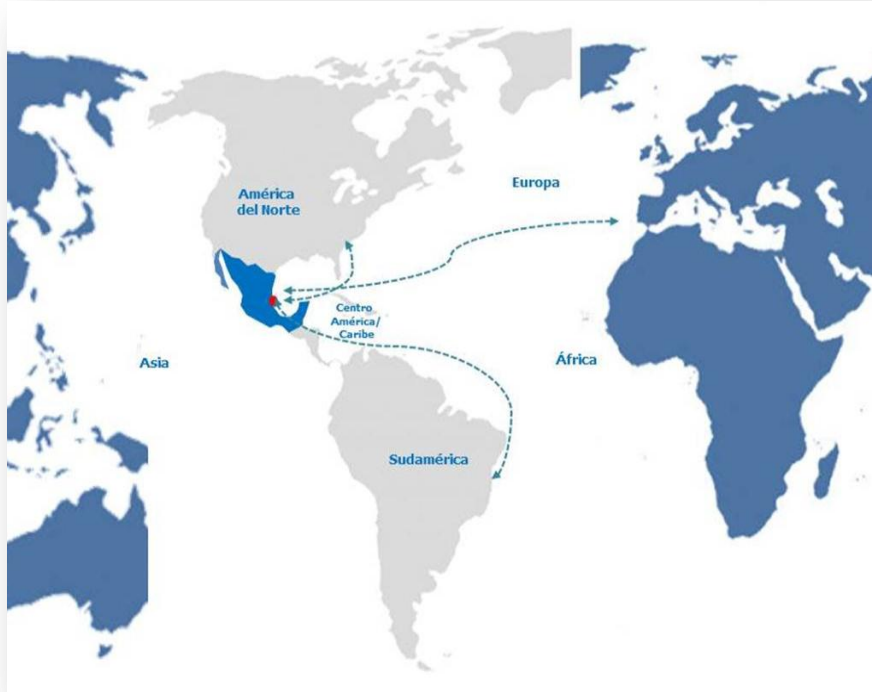 Europa
América
del Norte
Centro
América/
Caribe
Asia
África
Sudamérica